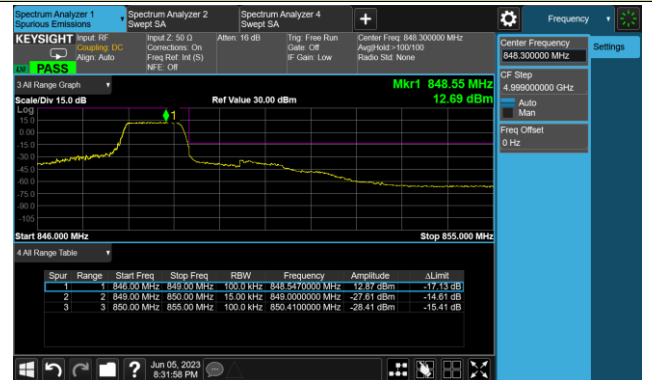 Spectrum Analyzer 1
Spurious Emissions
Spectrum Analyzer 2
Swept SA
Spectrum Analyzer 3
Swept SA
Frequency
KEYSIGHT
Input: RF
Coupling: DC
Align: Auto
Input Z: 50 Ω
Corrections: On
Freq Ref: Int (S)
NFE: Off
Atten: 16 dB
Trig: Free Run
Gate: Off
IF Gain: Low
Center Freq: 848.300000 MHz
Avg|Hold:>100/100
Radio Std: None
PASS
Center Frequency
848.300000 MHz
Settings
CF Step
4.999000000 GHz
Auto
Man
Freq Offset
0 Hz
3 All Range Graph
Mkr1 848.55 MHz
Scale/Div 15.0 dB
Ref Value 30.00 dBm
12.69 dBm
Log
1
15.0
0.00
-15.0
-30.0
-45.0
-60.0
-75.0
-90.0
-105
Start 846.000 MHz
Stop 855.000 MHz
4 All Range Table
Spur Range Start Freq Stop Freq RBW Frequency Amplitude ΔLimit
1 1 846.00 MHz 849.00 MHz 100.0 kHz 848.5470000 MHz 12.87 dBm -17.13 dB
2 2 849.00 MHz 850.00 MHz 15.00 kHz 849.0000000 MHz -27.61 dBm -14.61 dB
3 3 850.00 MHz 855.00 MHz 100.0 kHz 850.4100000 MHz -28.41 dBm -15.41 dB
?
Jun 05, 2023
8:31:58 PM